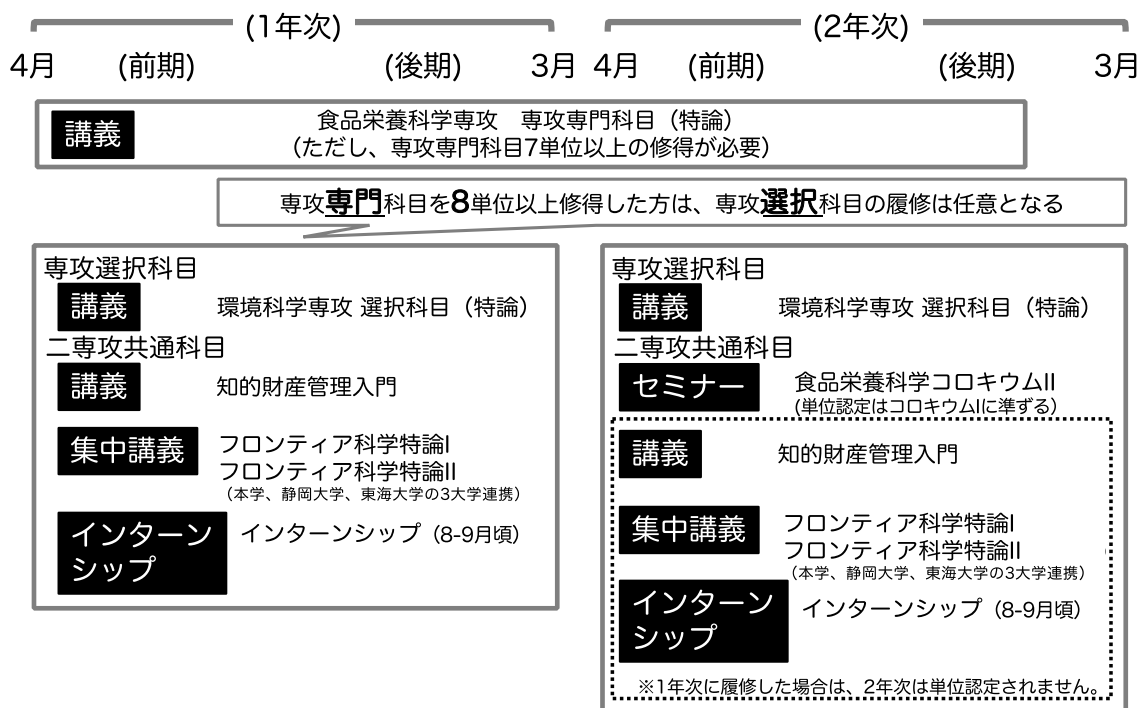 (1年次)
(2年次)
4月 (前期) (後期) 3月 4月 (前期) (後期) 3月
講義
食品栄養科学専攻　専攻専門科目（特論）
（ただし、専攻専門科目7単位以上の修得が必要）
専攻専門科目を8単位以上修得した方は、専攻選択科目の履修は任意となる
専攻選択科目
講義 環境科学専攻 選択科目（特論）
二専攻共通科目
講義 知的財産管理入門
集中講義 フロンティア科学特論I
フロンティア科学特論II
（本学、静岡大学、東海大学の3大学連携）
インターン インターンシップ（8-9月頃）
シップ
専攻選択科目
講義 環境科学専攻 選択科目（特論）
二専攻共通科目
セミナー 食品栄養科学コロキウムII
（単位認定はコロキウムIに準ずる）
講義 知的財産管理入門
集中講義 フロンティア科学特論I
フロンティア科学特論II
（本学、静岡大学、東海大学の3大学連携）
インターン インターンシップ（8-9月頃）
シップ
※1年次に履修した場合は、2年次は単位認定されません。